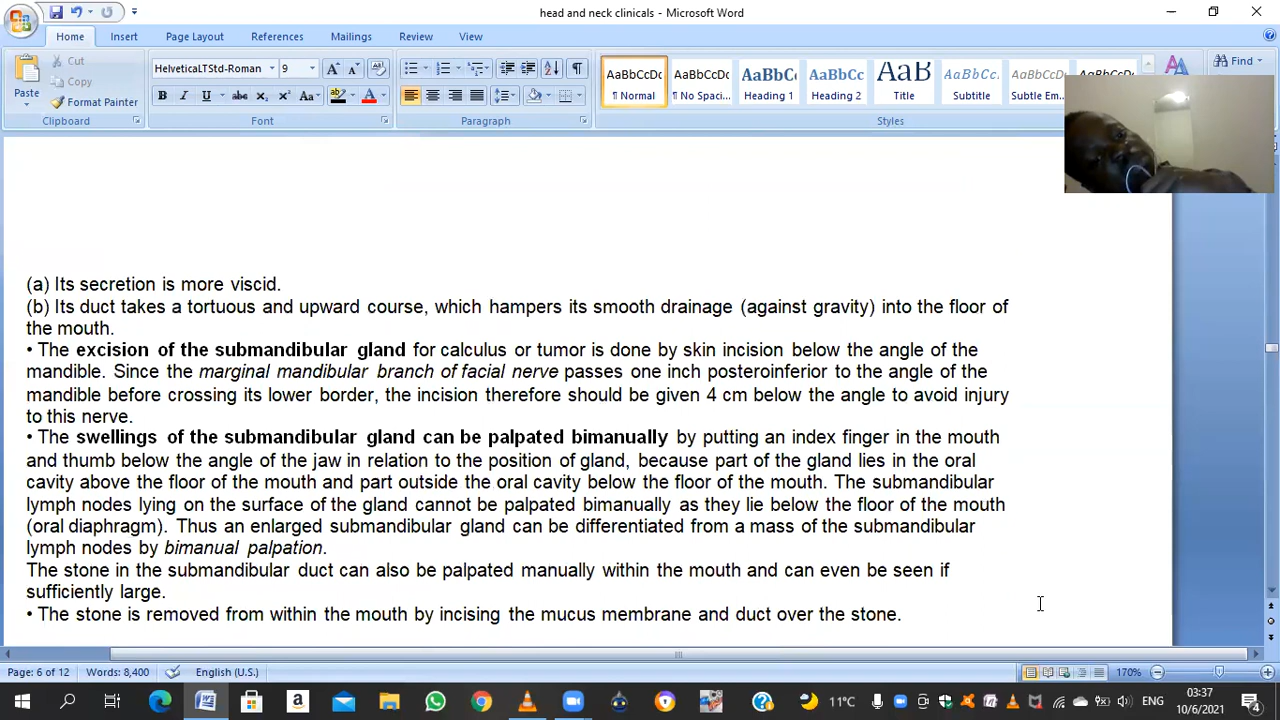 head and neck clinicals - Microsoft Word
Home Insert Page Layout References Mailings Review View
Paste
Cut
Copy
Format Painter
Clipboard
HelveticaLTStd-Roman 9
Font
Paragraph
AaBbCcDc AaBbCcDc AaBbCc AaBbCc AaB AaBbCc. AaBbCcDc AaBbCcDc
¶ Normal ¶ No Spaci... Heading 1 Heading 2 Title Subtitle Subtle Em...
Styles
Find
(a) Its secretion is more viscid.
(b) Its duct takes a tortuous and upward course, which hampers its smooth drainage (against gravity) into the floor of
the mouth.
• The excision of the submandibular gland for calculus or tumor is done by skin incision below the angle of the
mandible. Since the marginal mandibular branch of facial nerve passes one inch posteroinferior to the angle of the
mandible before crossing its lower border, the incision therefore should be given 4 cm below the angle to avoid injury
to this nerve.
• The swellings of the submandibular gland can be palpated bimanually by putting an index finger in the mouth
and thumb below the angle of the jaw in relation to the position of gland, because part of the gland lies in the oral
cavity above the floor of the mouth and part outside the oral cavity below the floor of the mouth. The submandibular
lymph nodes lying on the surface of the gland cannot be palpated bimanually as they lie below the floor of the mouth
(oral diaphragm). Thus an enlarged submandibular gland can be differentiated from a mass of the submandibular
lymph nodes by bimanual palpation.
The stone in the submandibular duct can also be palpated manually within the mouth and can even be seen if
sufficiently large.
• The stone is removed from within the mouth by incising the mucus membrane and duct over the stone.
Page: 6 of 12 Words: 8,400 English (U.S.) 170%
11°C ENG 03:37
10/6/2021